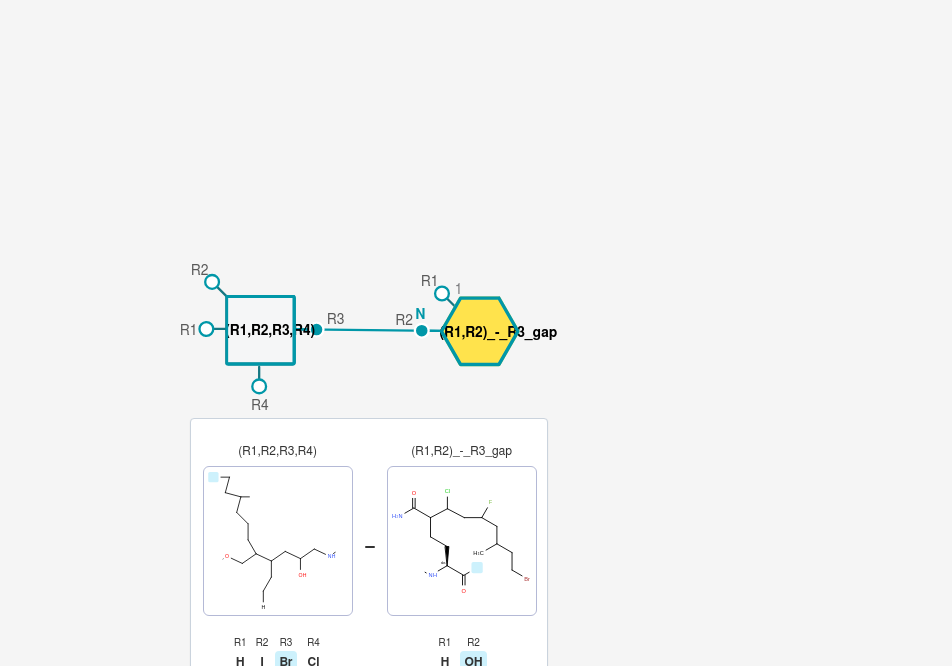 R2
R1
(R1,R2,R3,R4)
R4
R3
R2
N
R1
1
(R1,R2)_-_R3_gap
(R1,R2,R3,R4)
(R1,R2)_-_R3_gap
O
NH
OH
H
–
O
H₂N
Cl
F
H₃C
Br
NH
O
R1 R2 R3 R4
H I Br Cl
R1 R2
H OH